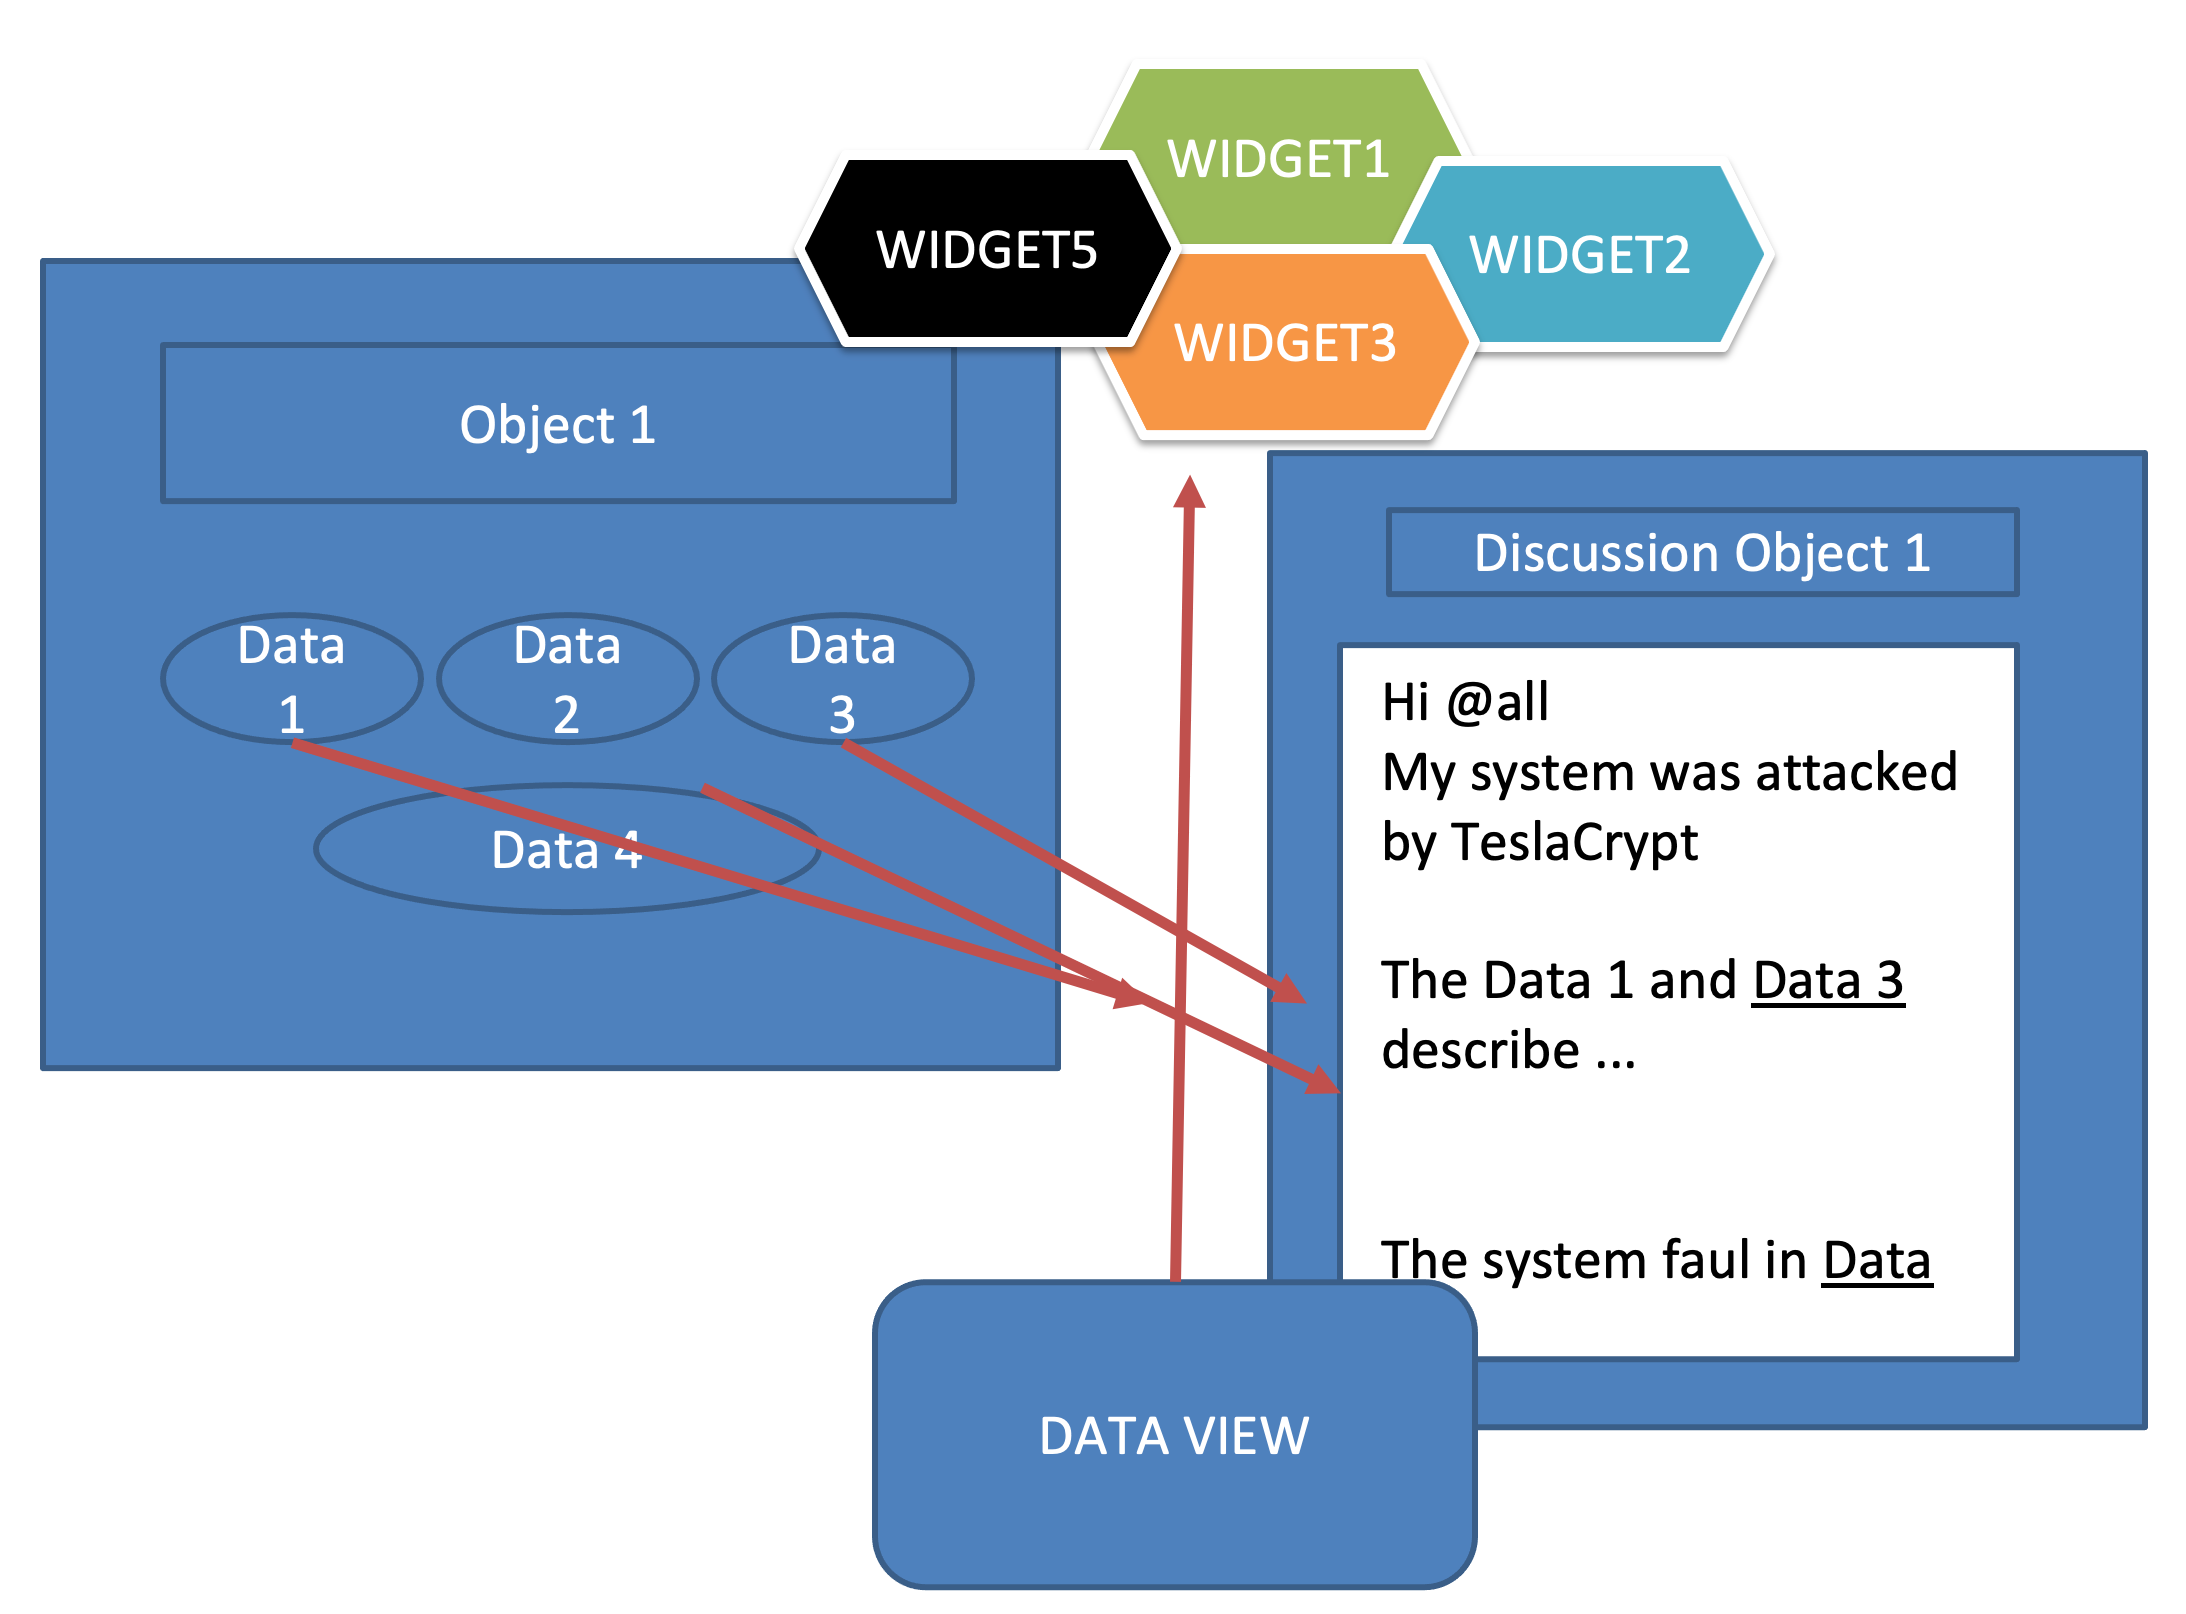 WIDGET1
WIDGET5
WIDGET2
WIDGET3
Object 1
Discussion Object 1
Data
1
Data
2
Data
3
Data 4
Hi @all
My system was attacked
by TeslaCrypt
The Data 1 and Data 3
describe ...
The system faul in Data
DATA VIEW